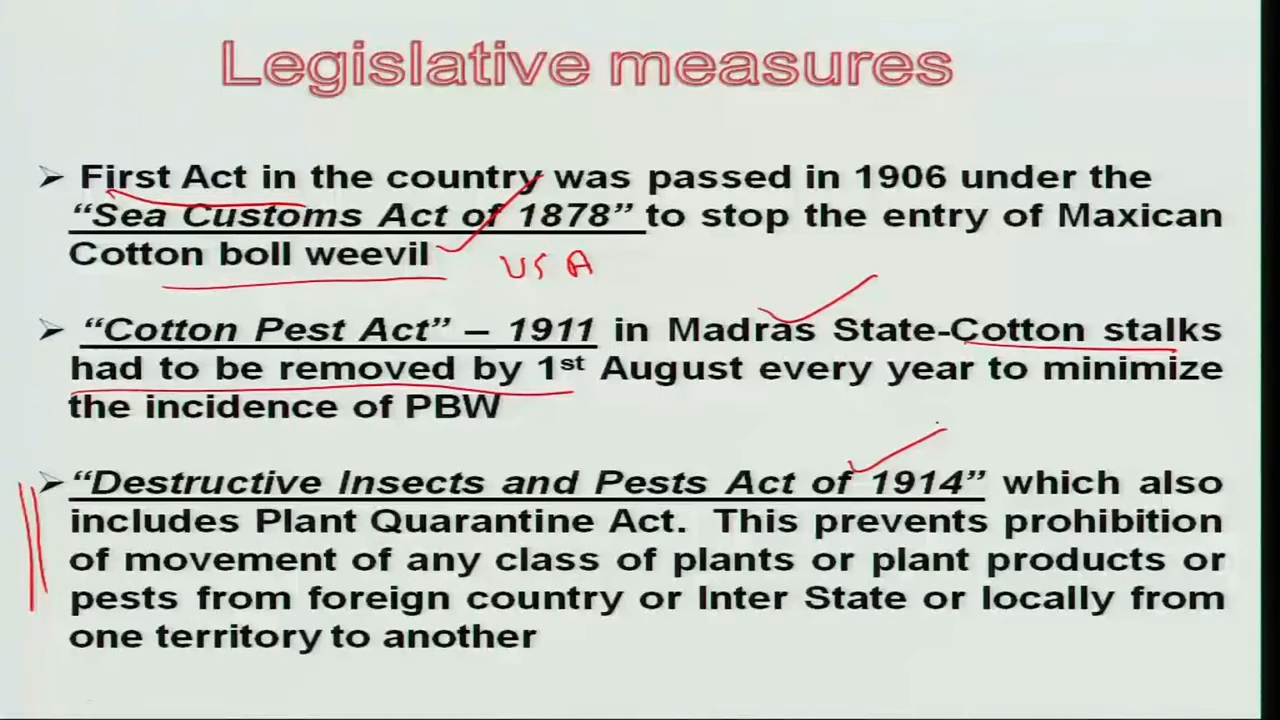 Legislative measures
➢ First Act in the country was passed in 1906 under the
"Sea Customs Act of 1878" to stop the entry of Maxican
Cotton boll weevil
USA
➢ "Cotton Pest Act" – 1911 in Madras State-Cotton stalks
had to be removed by 1st August every year to minimize
the incidence of PBW
➢ "Destructive Insects and Pests Act of 1914" which also
includes Plant Quarantine Act. This prevents prohibition
of movement of any class of plants or plant products or
pests from foreign country or Inter State or locally from
one territory to another